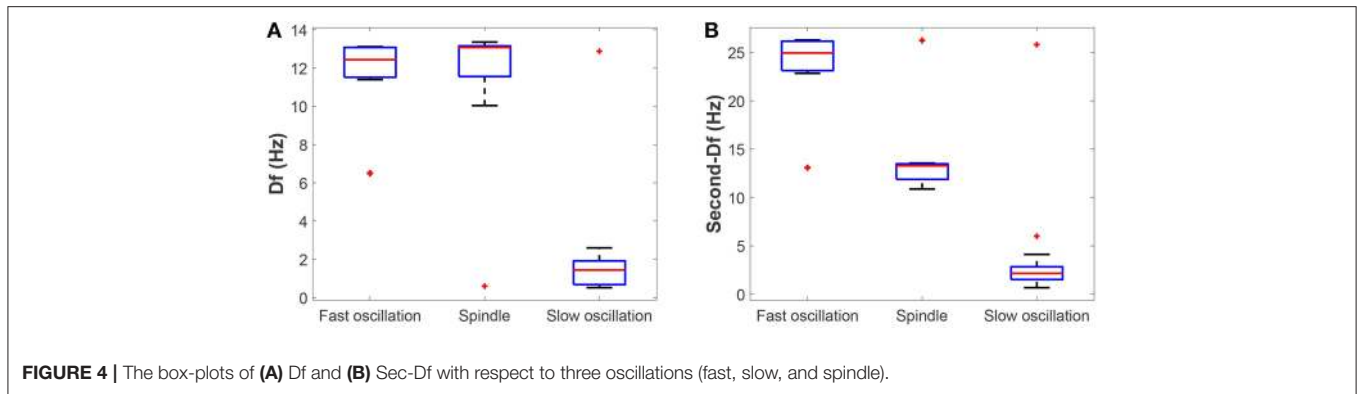 A
14
12
10
8
6
4
2
0
Df (Hz)
Fast oscillation Spindle Slow oscillation
B
25
20
15
10
5
0
Second-Df (Hz)
Fast oscillation Spindle Slow oscillation
FIGURE 4 | The box-plots of (A) Df and (B) Sec-Df with respect to three oscillations (fast, slow, and spindle).